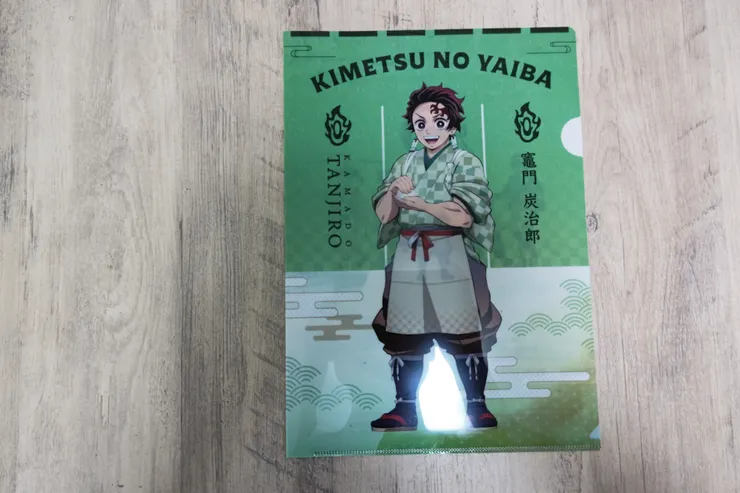 KIMETSU NO YAIBA
KAMADO
TANJIRO
竈門 炭治郎